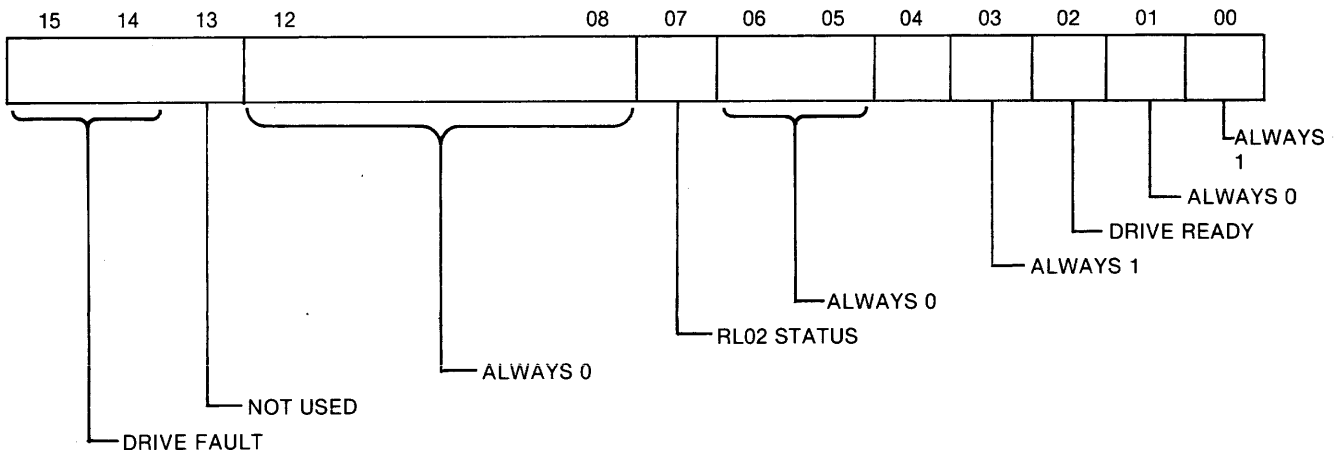 15 14 13 12 08 07 06 05 04 03 02 01 00
ALWAYS
1
ALWAYS 0
DRIVE READY
ALWAYS 1
ALWAYS 0
RL02 STATUS
ALWAYS 0
NOT USED
DRIVE FAULT